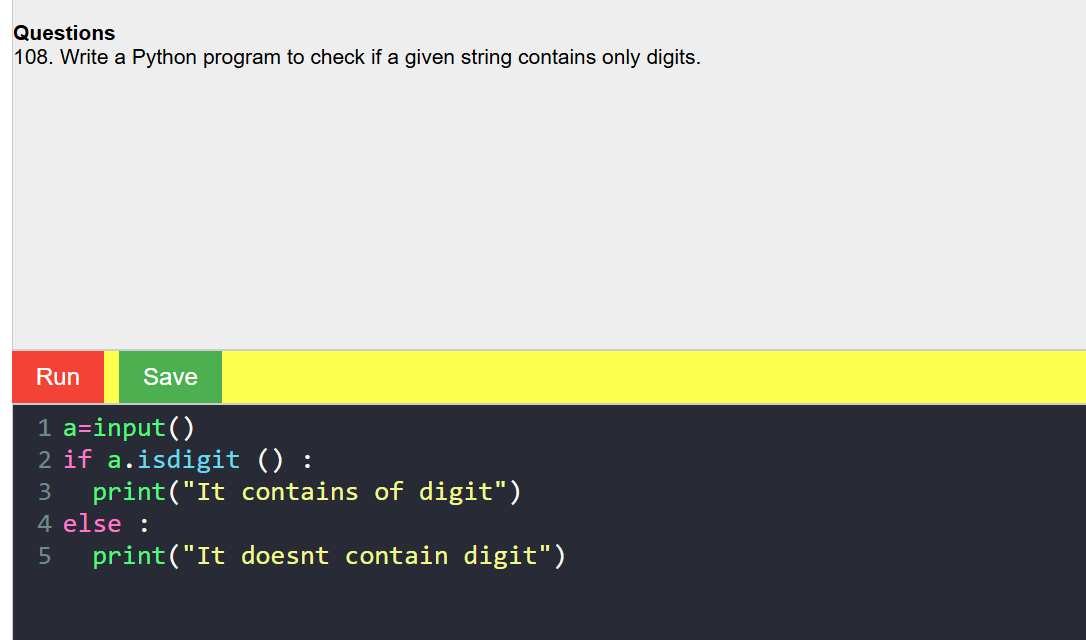 Questions
108. Write a Python program to check if a given string contains only digits.
Run Save
1 a=input()
2 if a.isdigit () :
3   print("It contains of digit")
4 else :
5   print("It doesnt contain digit")